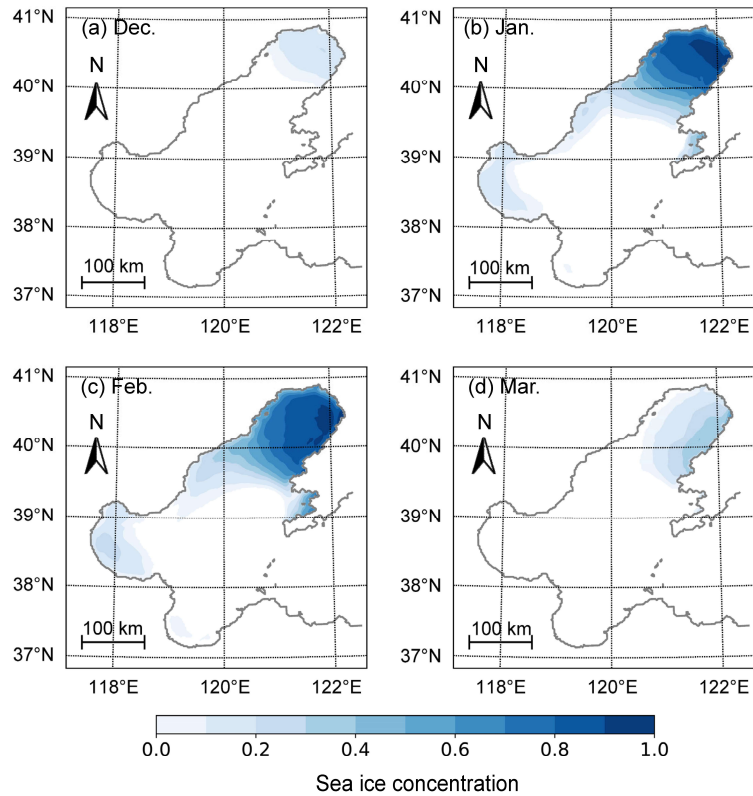 (a) Dec.
41°N
N
40°N
39°N
38°N
100 km
37°N
118°E 120°E 122°E
(b) Jan.
41°N
N
40°N
39°N
38°N
100 km
37°N
118°E 120°E 122°E
(c) Feb.
41°N
N
40°N
39°N
38°N
100 km
37°N
118°E 120°E 122°E
(d) Mar.
41°N
N
40°N
39°N
38°N
100 km
37°N
118°E 120°E 122°E
0.0 0.2 0.4 0.6 0.8 1.0
Sea ice concentration